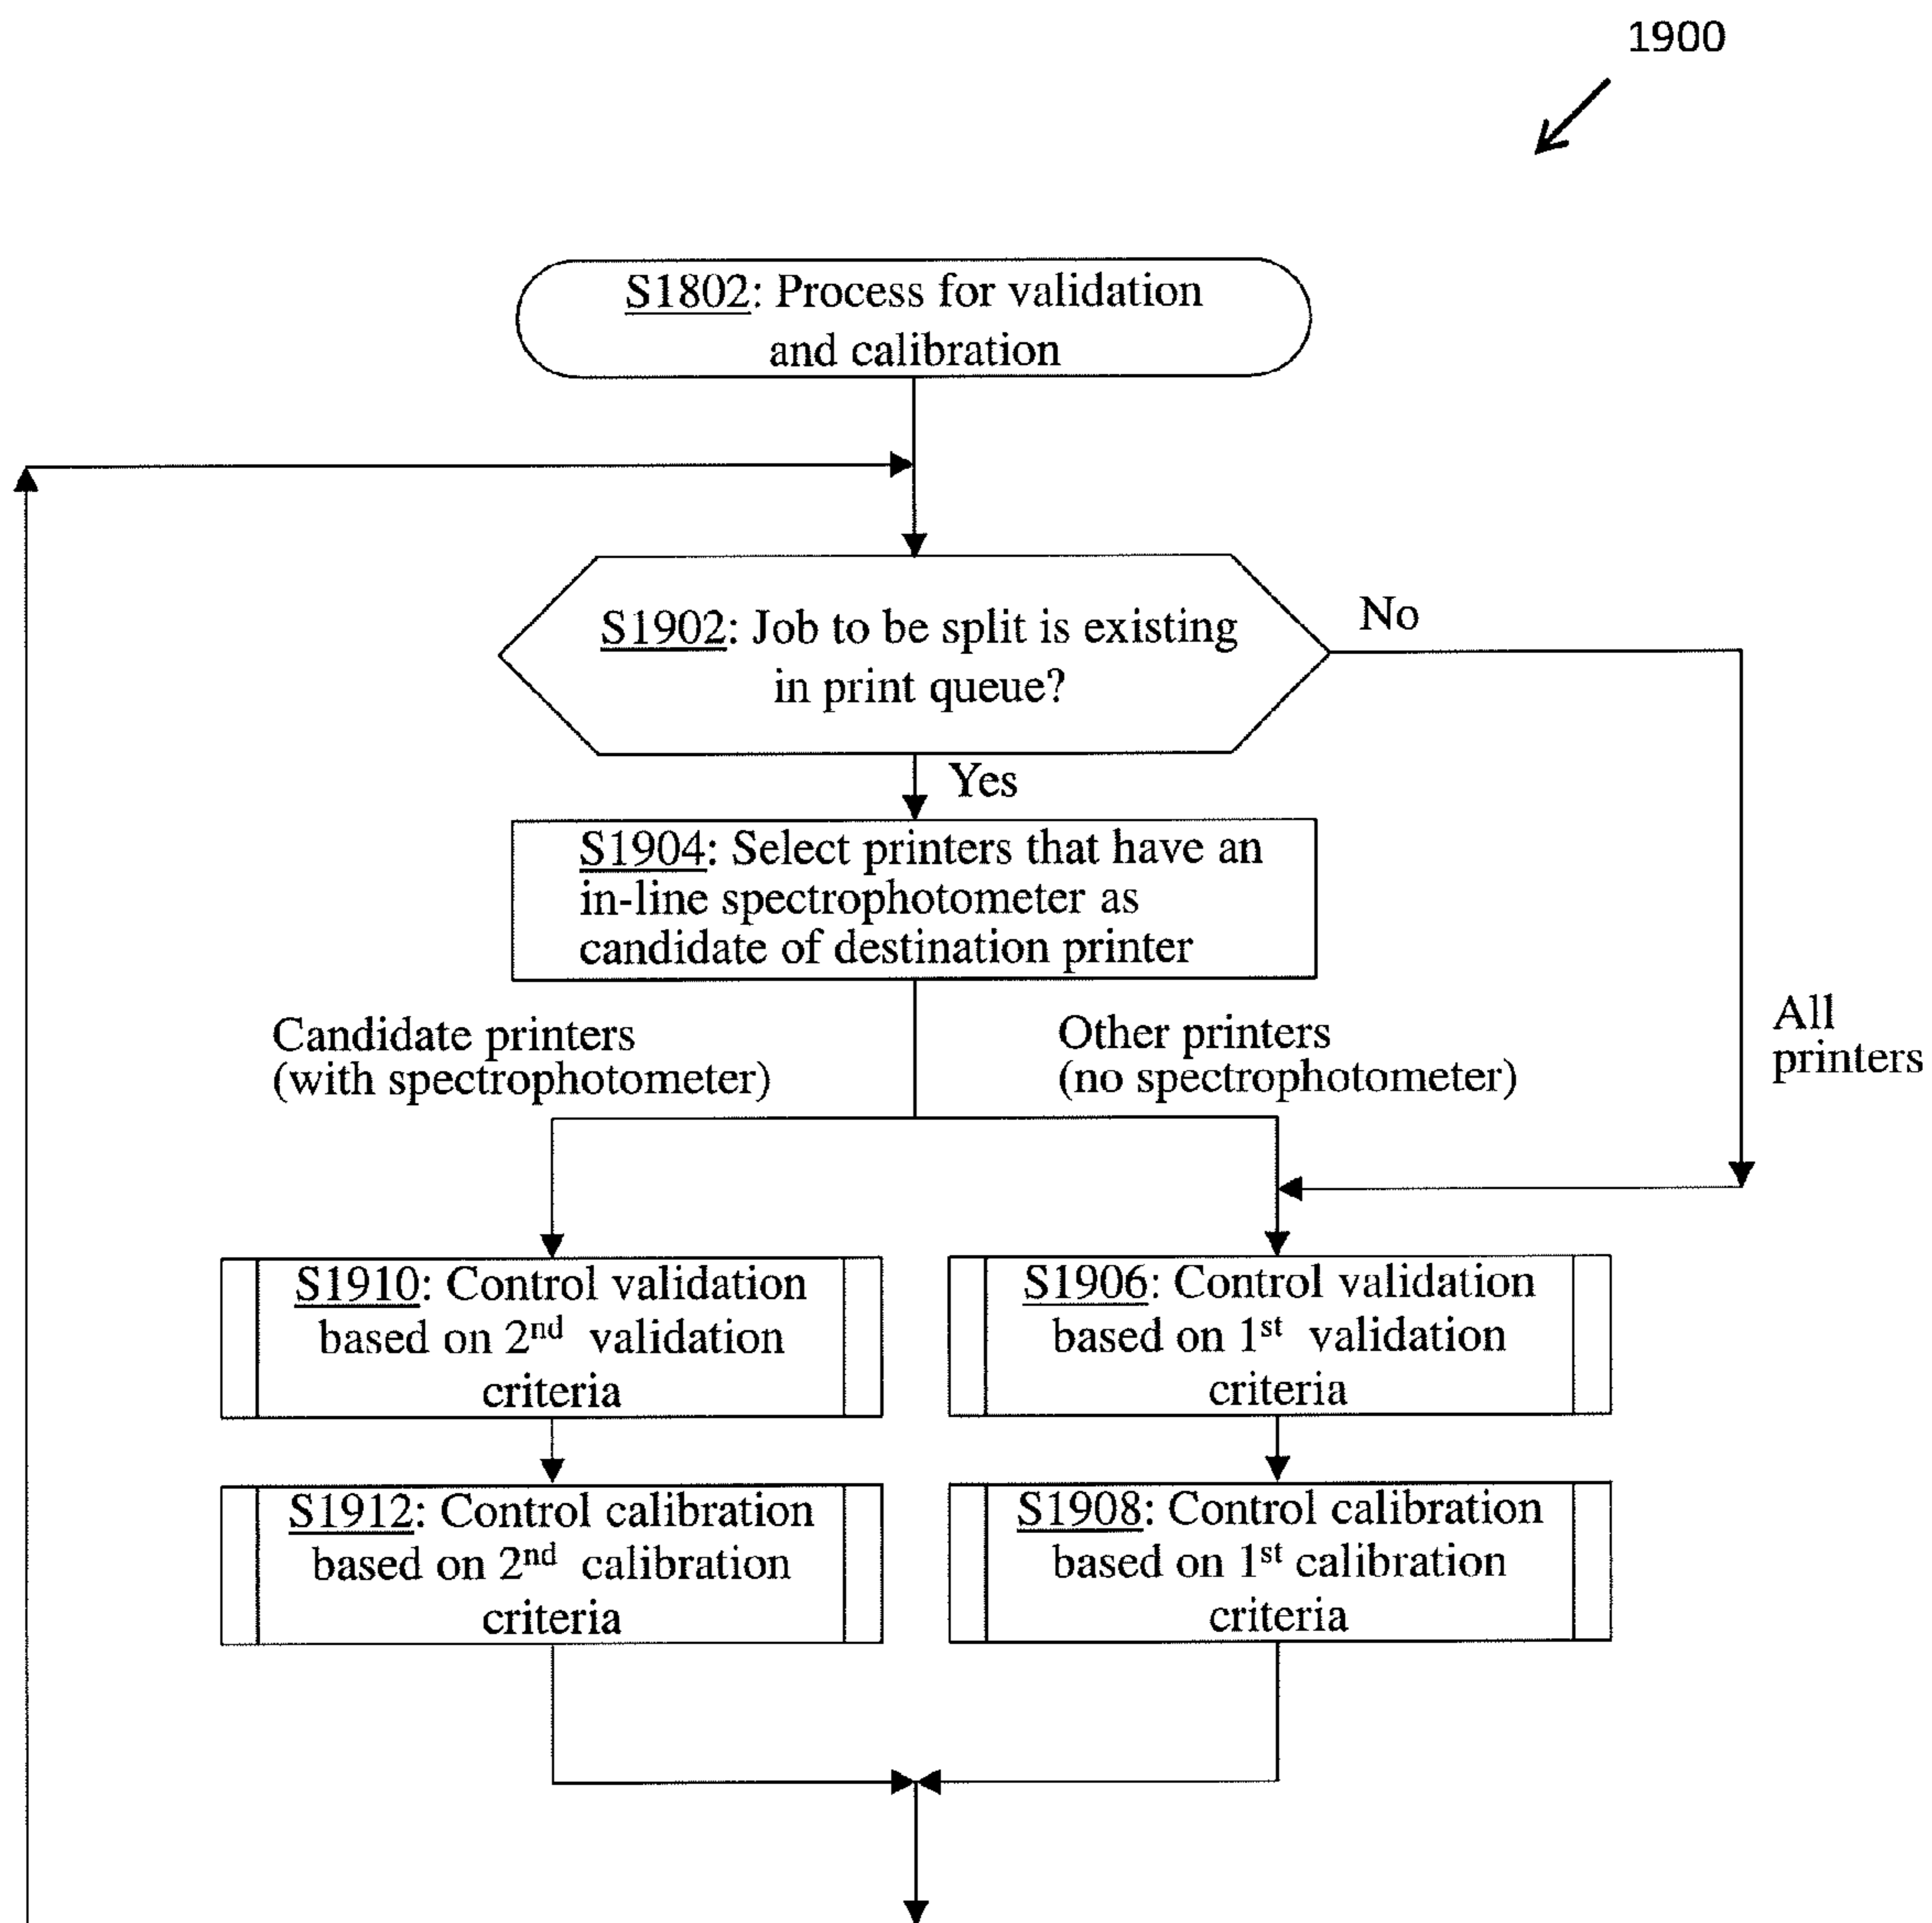 1900
S1802: Process for validation
and calibration
S1902: Job to be split is existing
in print queue?
No
Yes
S1904: Select printers that have an
in-line spectrophotometer as
candidate of destination printer
All
printers
Candidate printers
(with spectrophotometer)
Other printers
(no spectrophotometer)
S1910: Control validation
based on 2nd validation
criteria
S1906: Control validation
based on 1st validation
criteria
S1912: Control calibration
based on 2nd calibration
criteria
S1908: Control calibration
based on 1st calibration
criteria